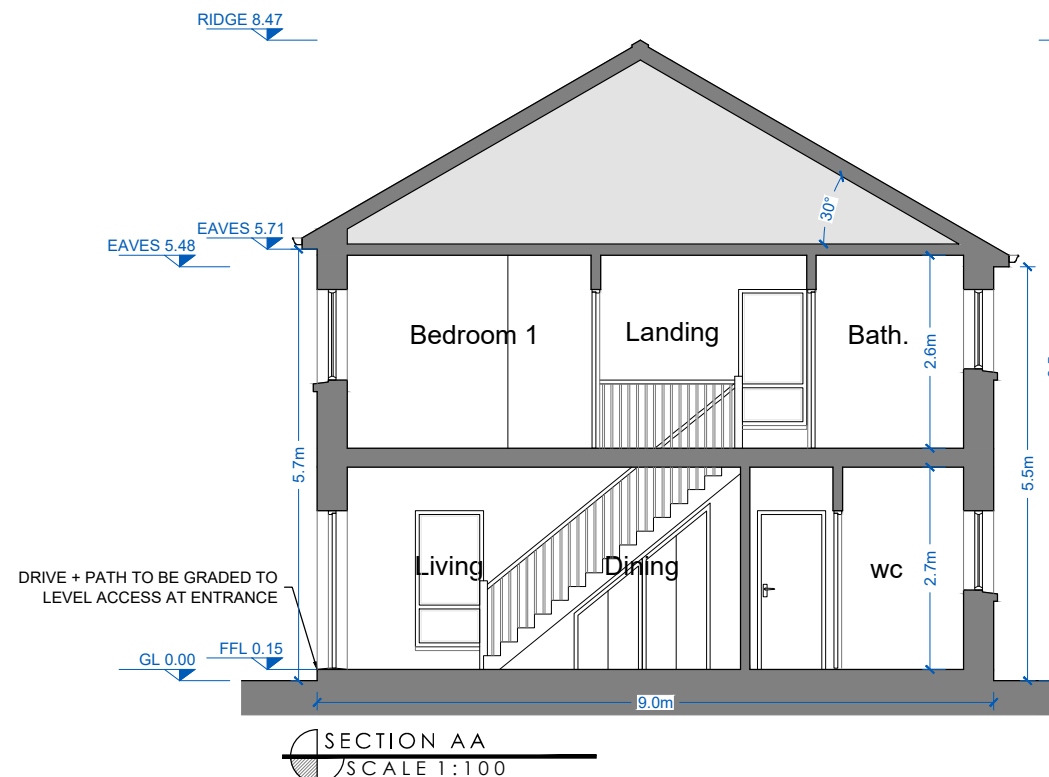 RIDGE 8.47
EAVES 5.71
EAVES 5.48
30°
Bedroom 1
Landing
Bath.
2.6m
5.7m
5.5m
Living
Dining
wc
2.7m
DRIVE + PATH TO BE GRADED TO
LEVEL ACCESS AT ENTRANCE
GL 0.00
FFL 0.15
9.0m
SECTION AA
SCALE 1:100